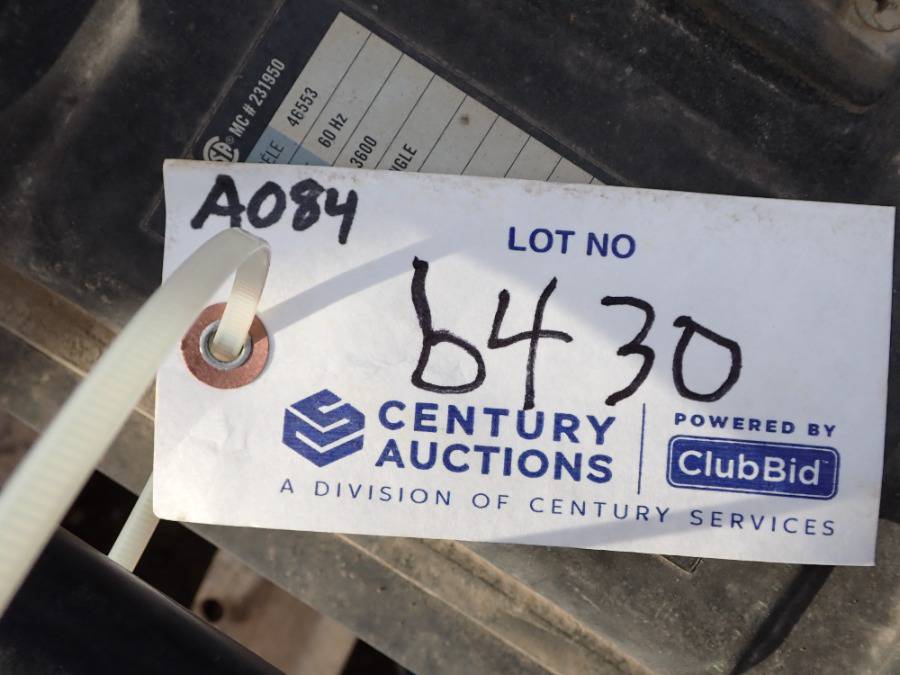 MC # 231950
46553
60 Hz
3600
A084
LOT NO
6430
CENTURY
AUCTIONS
POWERED BY
ClubBid
A DIVISION OF CENTURY SERVICES